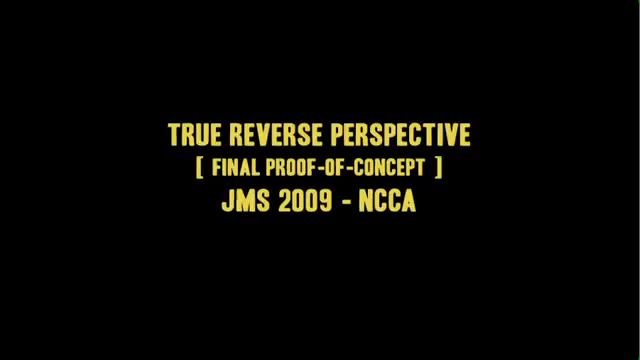 TRUE REVERSE PERSPECTIVE
[ FINAL PROOF-OF-CONCEPT ]
JMS 2009 - NCCA